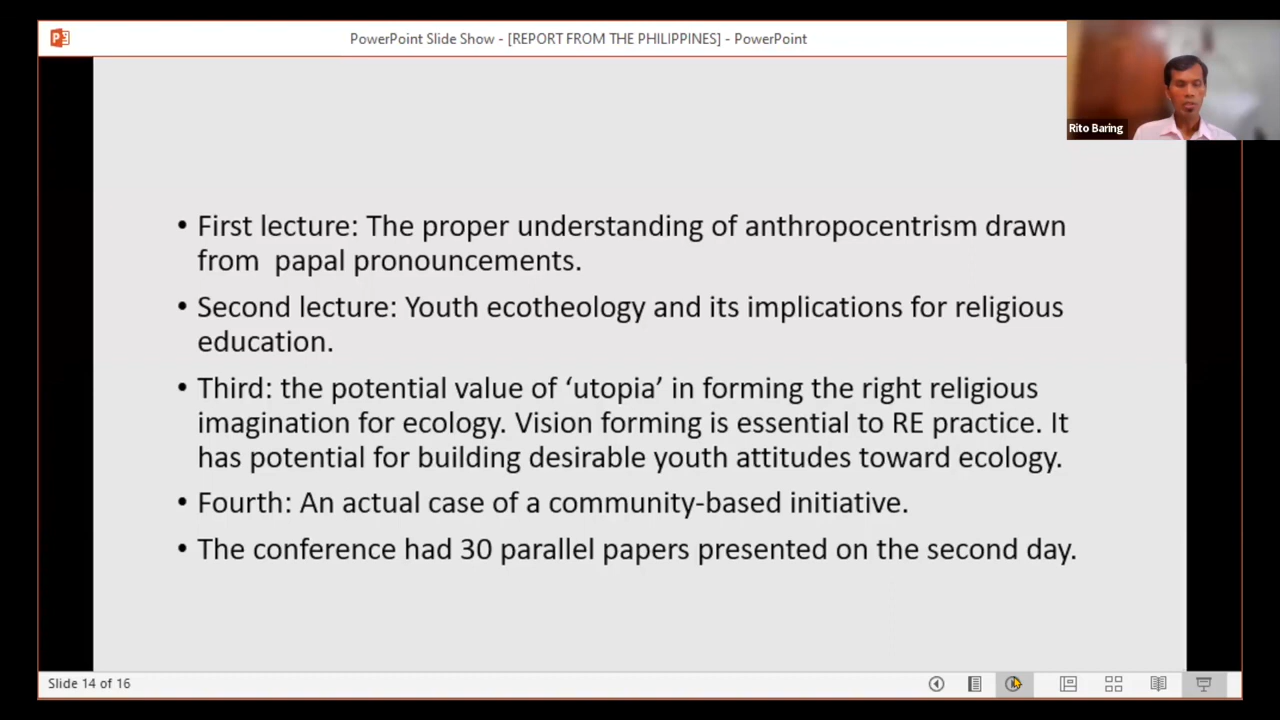 PowerPoint Slide Show - [REPORT FROM THE PHILIPPINES] - PowerPoint
Rito Baring
• First lecture: The proper understanding of anthropocentrism drawn
from  papal pronouncements.
• Second lecture: Youth ecotheology and its implications for religious
education.
• Third: the potential value of ‘utopia’ in forming the right religious
imagination for ecology. Vision forming is essential to RE practice. It
has potential for building desirable youth attitudes toward ecology.
• Fourth: An actual case of a community-based initiative.
• The conference had 30 parallel papers presented on the second day.
Slide 14 of 16